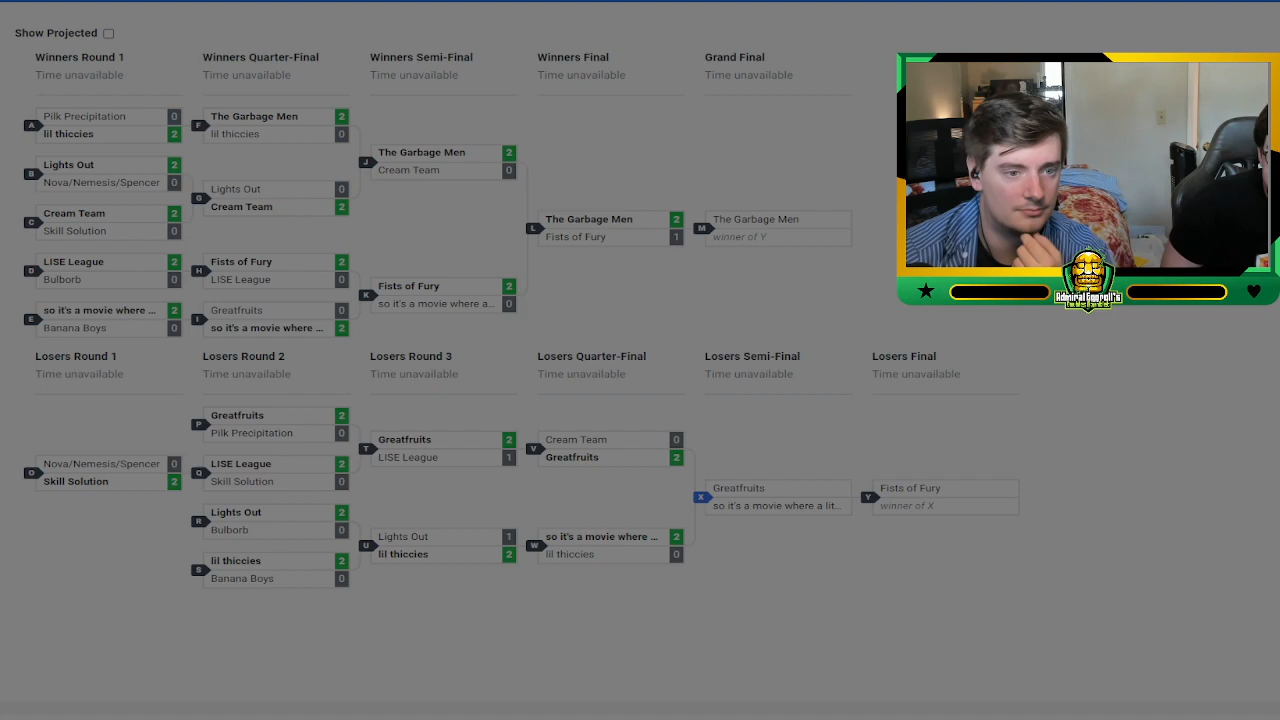 Show Projected
Winners Round 1
Time unavailable
Winners Quarter-Final
Time unavailable
Winners Semi-Final
Time unavailable
Winners Final
Time unavailable
Grand Final
Time unavailable
A
Pilk Precipitation 0
lil thiccies 2
B
Lights Out 2
Nova/Nemesis/Spencer 0
C
Cream Team 2
Skill Solution 0
D
LISE League 2
Bulborb 0
E
so it's a movie where ... 2
Banana Boys 0
F
The Garbage Men 2
lil thiccies 0
G
Lights Out 0
Cream Team 2
H
Fists of Fury 2
LISE League 0
I
Greatfruits 0
so it's a movie where ... 2
J
The Garbage Men 2
Cream Team 0
K
Fists of Fury 2
so it's a movie where a... 0
L
The Garbage Men 2
Fists of Fury 1
M
The Garbage Men
winner of Y
Losers Round 1
Time unavailable
Losers Round 2
Time unavailable
Losers Round 3
Time unavailable
Losers Quarter-Final
Time unavailable
Losers Semi-Final
Time unavailable
Losers Final
Time unavailable
O
Nova/Nemesis/Spencer 0
Skill Solution 2
P
Greatfruits 2
Pilk Precipitation 0
Q
LISE League 2
Skill Solution 0
R
Lights Out 2
Bulborb 0
S
lil thiccies 2
Banana Boys 0
T
Greatfruits 2
LISE League 1
U
Lights Out 1
lil thiccies 2
V
Cream Team 0
Greatfruits 2
W
so it's a movie where ... 2
lil thiccies 0
X
Greatfruits
so it's a movie where a lit...
Y
Fists of Fury
winner of X
Admiral Eggroll's